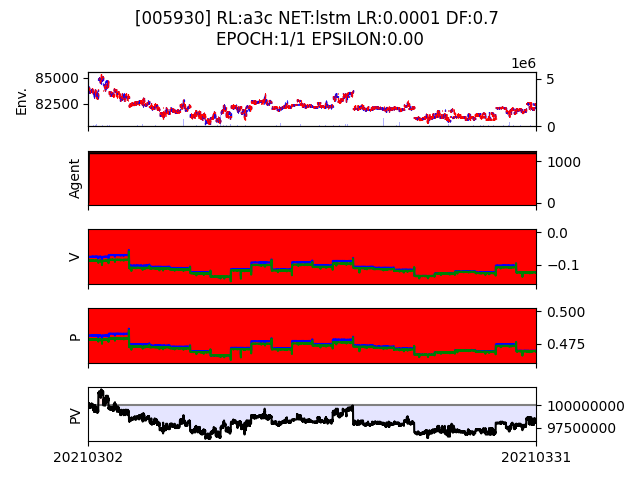 [005930] RL:a3c NET:lstm LR:0.0001 DF:0.7
EPOCH:1/1 EPSILON:0.00
1e6
Env.
85000
82500
5
0
Agent
1000
0
V
0.0
−0.1
P
0.500
0.475
PV
100000000
97500000
20210302
20210331